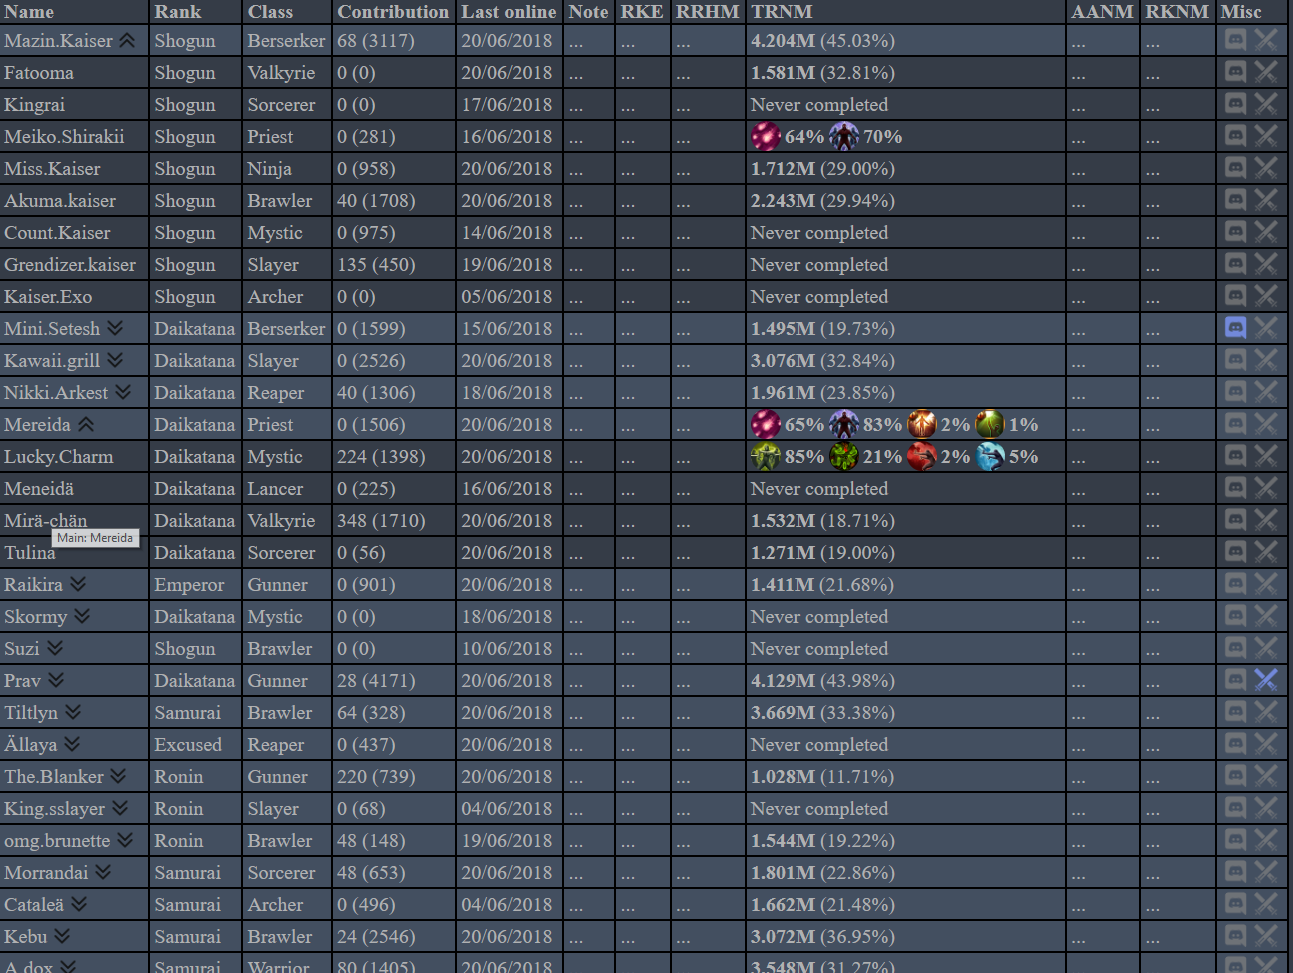 Name Rank Class Contribution Last online Note RKE RRHM TRNM AANM RKNM Misc
Mazin.Kaiser Shogun Berserker 68 (3117) 20/06/2018 ... ... ... 4.204M (45.03%) ... ...
Fatooma Shogun Valkyrie 0 (0) 20/06/2018 ... ... ... 1.581M (32.81%) ... ...
Kingrai Shogun Sorcerer 0 (0) 17/06/2018 ... ... ... Never completed ... ...
Meiko.Shirakii Shogun Priest 0 (281) 16/06/2018 ... ... ... 64% 70% ... ...
Miss.Kaiser Shogun Ninja 0 (958) 20/06/2018 ... ... ... 1.712M (29.00%) ... ...
Akuma.kaiser Shogun Brawler 40 (1708) 20/06/2018 ... ... ... 2.243M (29.94%) ... ...
Count.Kaiser Shogun Mystic 0 (975) 14/06/2018 ... ... ... Never completed ... ...
Grendizer.kaiser Shogun Slayer 135 (450) 19/06/2018 ... ... ... Never completed ... ...
Kaiser.Exo Shogun Archer 0 (0) 05/06/2018 ... ... ... Never completed ... ...
Mini.Setesh Daikatana Berserker 0 (1599) 15/06/2018 ... ... ... 1.495M (19.73%) ... ...
Kawaii.grill Daikatana Slayer 0 (2526) 20/06/2018 ... ... ... 3.076M (32.84%) ... ...
Nikki.Arkest Daikatana Reaper 40 (1306) 18/06/2018 ... ... ... 1.961M (23.85%) ... ...
Mereida Daikatana Priest 0 (1506) 20/06/2018 ... ... ... 65% 83% 2% 1% ... ...
Lucky.Charm Daikatana Mystic 224 (1398) 20/06/2018 ... ... ... 85% 21% 2% 5% ... ...
Meneidä Daikatana Lancer 0 (225) 16/06/2018 ... ... ... Never completed ... ...
Mirä-chän Daikatana Valkyrie 348 (1710) 20/06/2018 ... ... ... 1.532M (18.71%) ... ...
Main: Mereida
Tulina Daikatana Sorcerer 0 (56) 20/06/2018 ... ... ... 1.271M (19.00%) ... ...
Raikira Emperor Gunner 0 (901) 20/06/2018 ... ... ... 1.411M (21.68%) ... ...
Skormy Daikatana Mystic 0 (0) 18/06/2018 ... ... ... Never completed ... ...
Suzi Shogun Brawler 0 (0) 10/06/2018 ... ... ... Never completed ... ...
Prav Daikatana Gunner 28 (4171) 20/06/2018 ... ... ... 4.129M (43.98%) ... ...
Tiltlyn Samurai Brawler 64 (328) 20/06/2018 ... ... ... 3.669M (33.38%) ... ...
Ällaya Excused Reaper 0 (437) 20/06/2018 ... ... ... Never completed ... ...
The.Blanker Ronin Gunner 220 (739) 20/06/2018 ... ... ... 1.028M (11.71%) ... ...
King.sslayer Ronin Slayer 0 (68) 04/06/2018 ... ... ... Never completed ... ...
omg.brunette Ronin Brawler 48 (148) 19/06/2018 ... ... ... 1.544M (19.22%) ... ...
Morrandai Samurai Sorcerer 48 (653) 20/06/2018 ... ... ... 1.801M (22.86%) ... ...
Cataleä Samurai Archer 0 (496) 04/06/2018 ... ... ... 1.662M (21.48%) ... ...
Kebu Samurai Brawler 24 (2546) 20/06/2018 ... ... ... 3.072M (36.95%) ... ...
A.dox Samurai Warrior 80 (1405) 20/06/2018 ... ... ... 3.548M (31.27%) ... ...